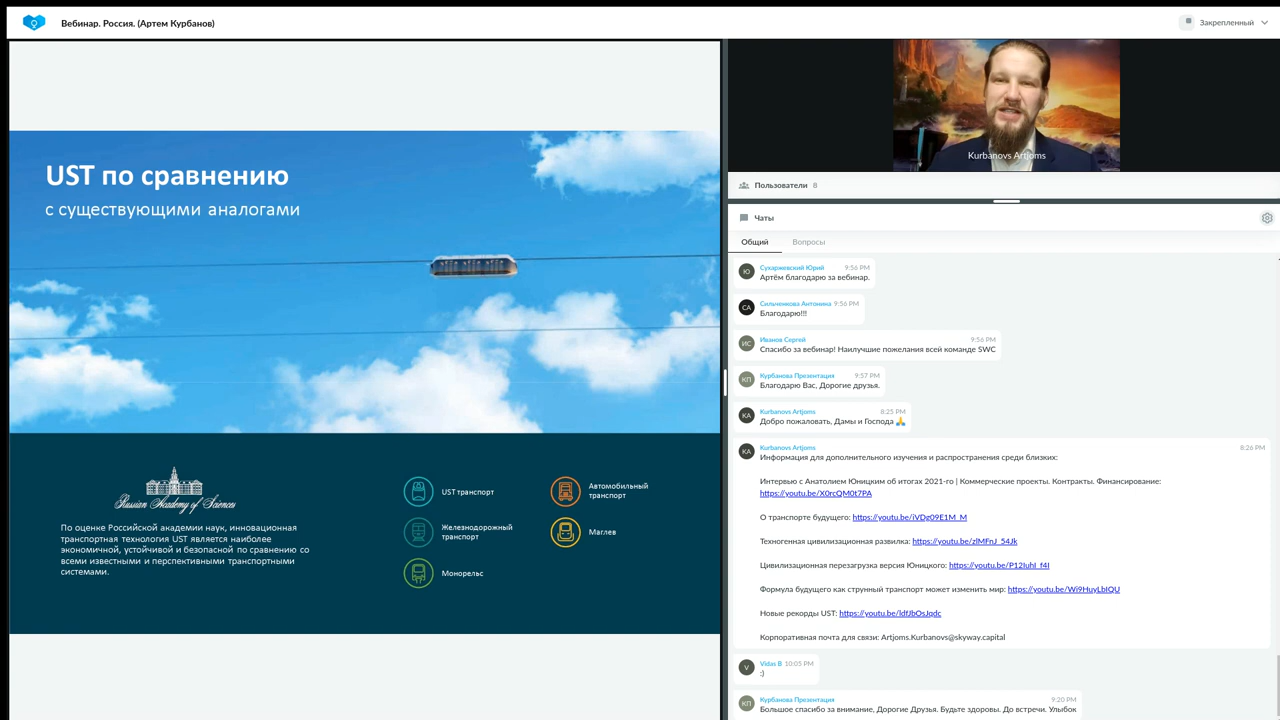 Вебинар. Россия. (Артем Курбанов)
Закрепленный
UST по сравнению
с существующими аналогами
Russian Academy of Sciences
По оценке Российской академии наук, инновационная
транспортная технология UST является наиболее
экономичной, устойчивой и безопасной по сравнению со
всеми известными и перспективными транспортными
системами.
UST транспорт
Железнодорожный
транспорт
Монорельс
Автомобильный
транспорт
Маглев
Kurbanovs Artjoms
Пользователи 8
Чаты
Общий Вопросы
Ю Сухаржевский Юрий 9:56 PM
Артём благодарю за вебинар.
СА Сильченкова Антонина 9:56 PM
Благодарю!!!
ИС Иванов Сергей 9:56 PM
Спасибо за вебинар! Наилучшие пожелания всей команде SWC
КП Курбанова Презентация 9:57 PM
Благодарю Вас, Дорогие друзья.
KA Kurbanovs Artjoms 8:25 PM
Добро пожаловать, Дамы и Господа 🙏
KA Kurbanovs Artjoms 8:26 PM
Информация для дополнительного изучения и распространия среди близких:
Интервью с Анатолием Юницким об итогах 2021-го | Коммерческие проекты. Контракты. Финансирование:
https://youtu.be/X0rcQM0t7PA
О транспорте будущего: https://youtu.be/iVDg09E1M_M
Техногенная цивилизационная развилка: https://youtu.be/zlMFnJ_54Jk
Цивилизационная перезагрузка версия Юницкого: https://youtu.be/P12IuhI_f4I
Формула будущего как струнный транспорт может изменить мир: https://youtu.be/Wi9HuyLbIQU
Новые рекорды UST: https://youtu.be/ldfJbOsJqdc
Корпоративная почта для связи: Artjoms.Kurbanovs@skyway.capital
V Vidas B 10:05 PM
:)
КП Курбанова Презентация 9:20 PM
Большое спасибо за внимание, Дорогие Друзья. Будьте здоровы. До встречи. Улыбок